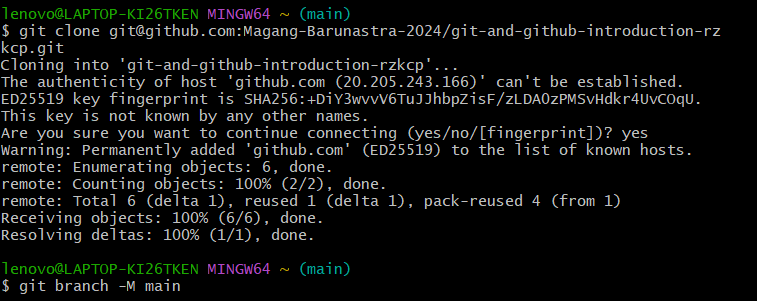 lenovo@LAPTOP-KI26TKEN MINGW64 ~ (main)
$ git clone git@github.com:Magang-Barunastra-2024/git-and-github-introduction-rz
kcp.git
Cloning into 'git-and-github-introduction-rzkcp'...
The authenticity of host 'github.com (20.205.243.166)' can't be established.
ED25519 key fingerprint is SHA256:+DiY3wvvV6TuJJhbpZisF/zLDA0zPMSvHdkr4UvCOqU.
This key is not known by any other names.
Are you sure you want to continue connecting (yes/no/[fingerprint])? yes
Warning: Permanently added 'github.com' (ED25519) to the list of known hosts.
remote: Enumerating objects: 6, done.
remote: Counting objects: 100% (2/2), done.
remote: Total 6 (delta 1), reused 1 (delta 1), pack-reused 4 (from 1)
Receiving objects: 100% (6/6), done.
Resolving deltas: 100% (1/1), done.
lenovo@LAPTOP-KI26TKEN MINGW64 ~ (main)
$ git branch -M main